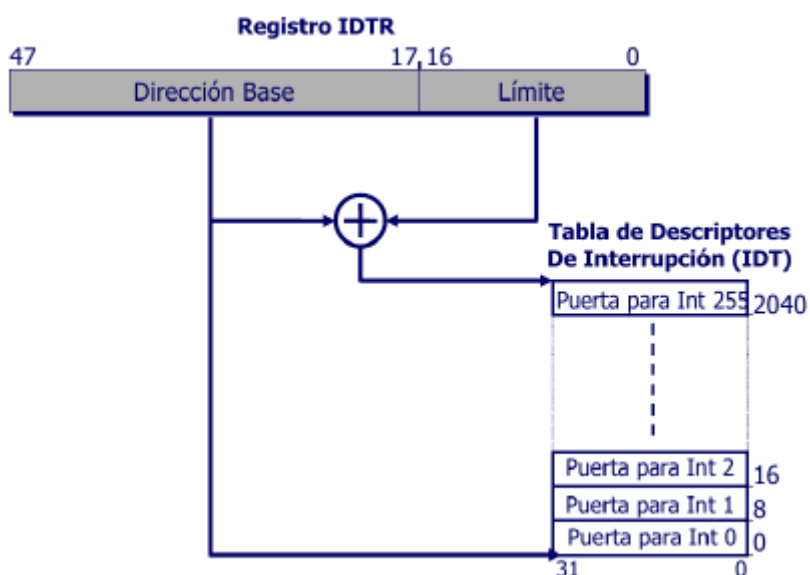 Registro IDTR
47 17 16 0
Dirección Base Límite
Tabla de Descriptores
De Interrupción (IDT)
Puerta para Int 255 2040
Puerta para Int 2 16
Puerta para Int 1 8
Puerta para Int 0 0
31 0